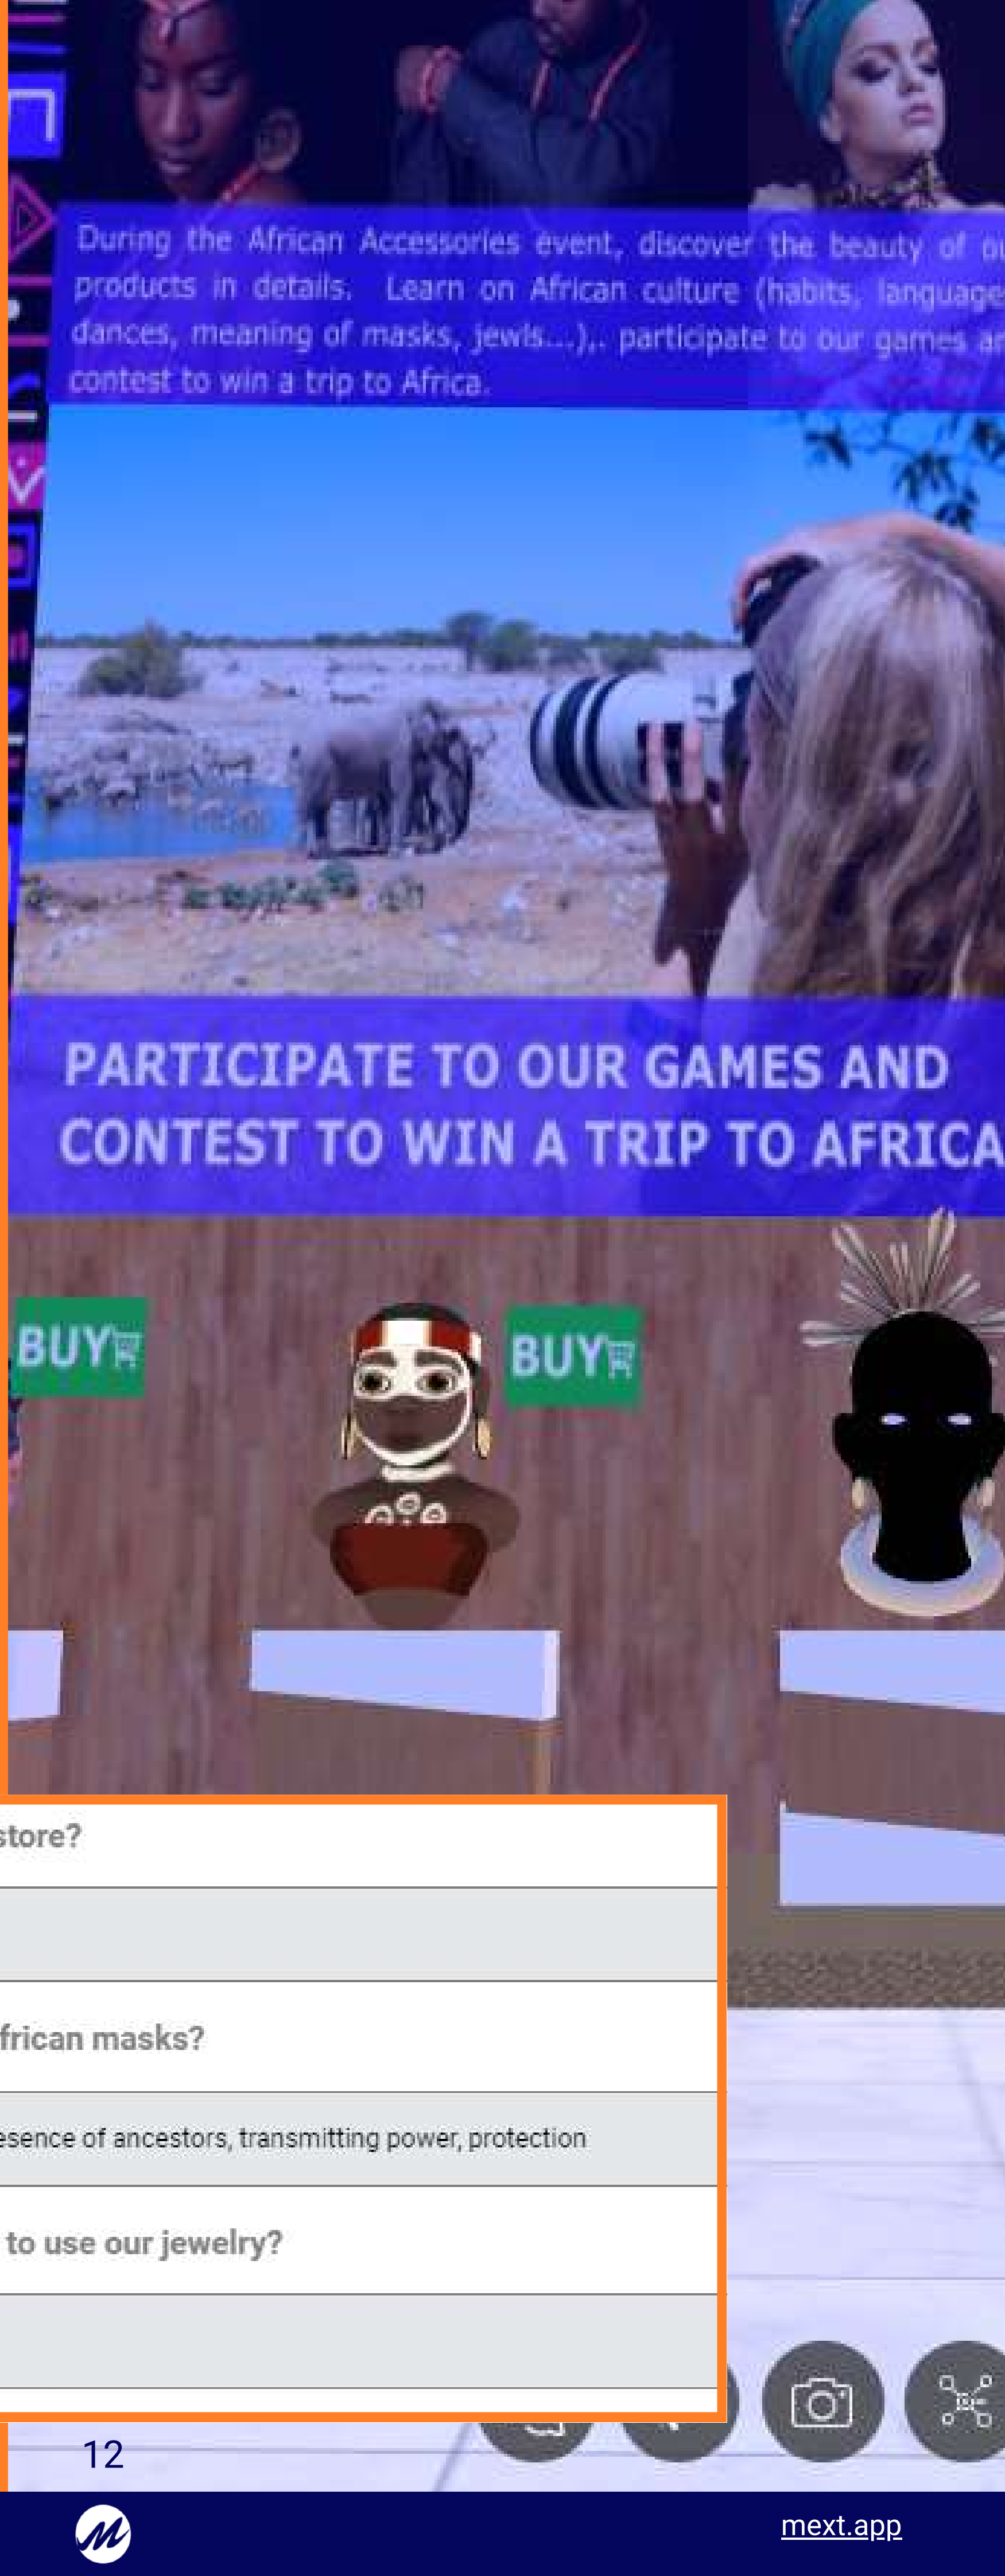 During the African Accessories event, discover the beauty of
products in details. Learn on African culture (habits, language
dances, meaning of masks, jewls...),. participate to our games
contest to win a trip to Africa.
PARTICIPATE TO OUR GAMES AND
CONTEST TO WIN A TRIP TO AFRICA
BUY
BUY
store?
frican masks?
esence of ancestors, transmitting power, protection
to use our jewelry?
12
mext.app